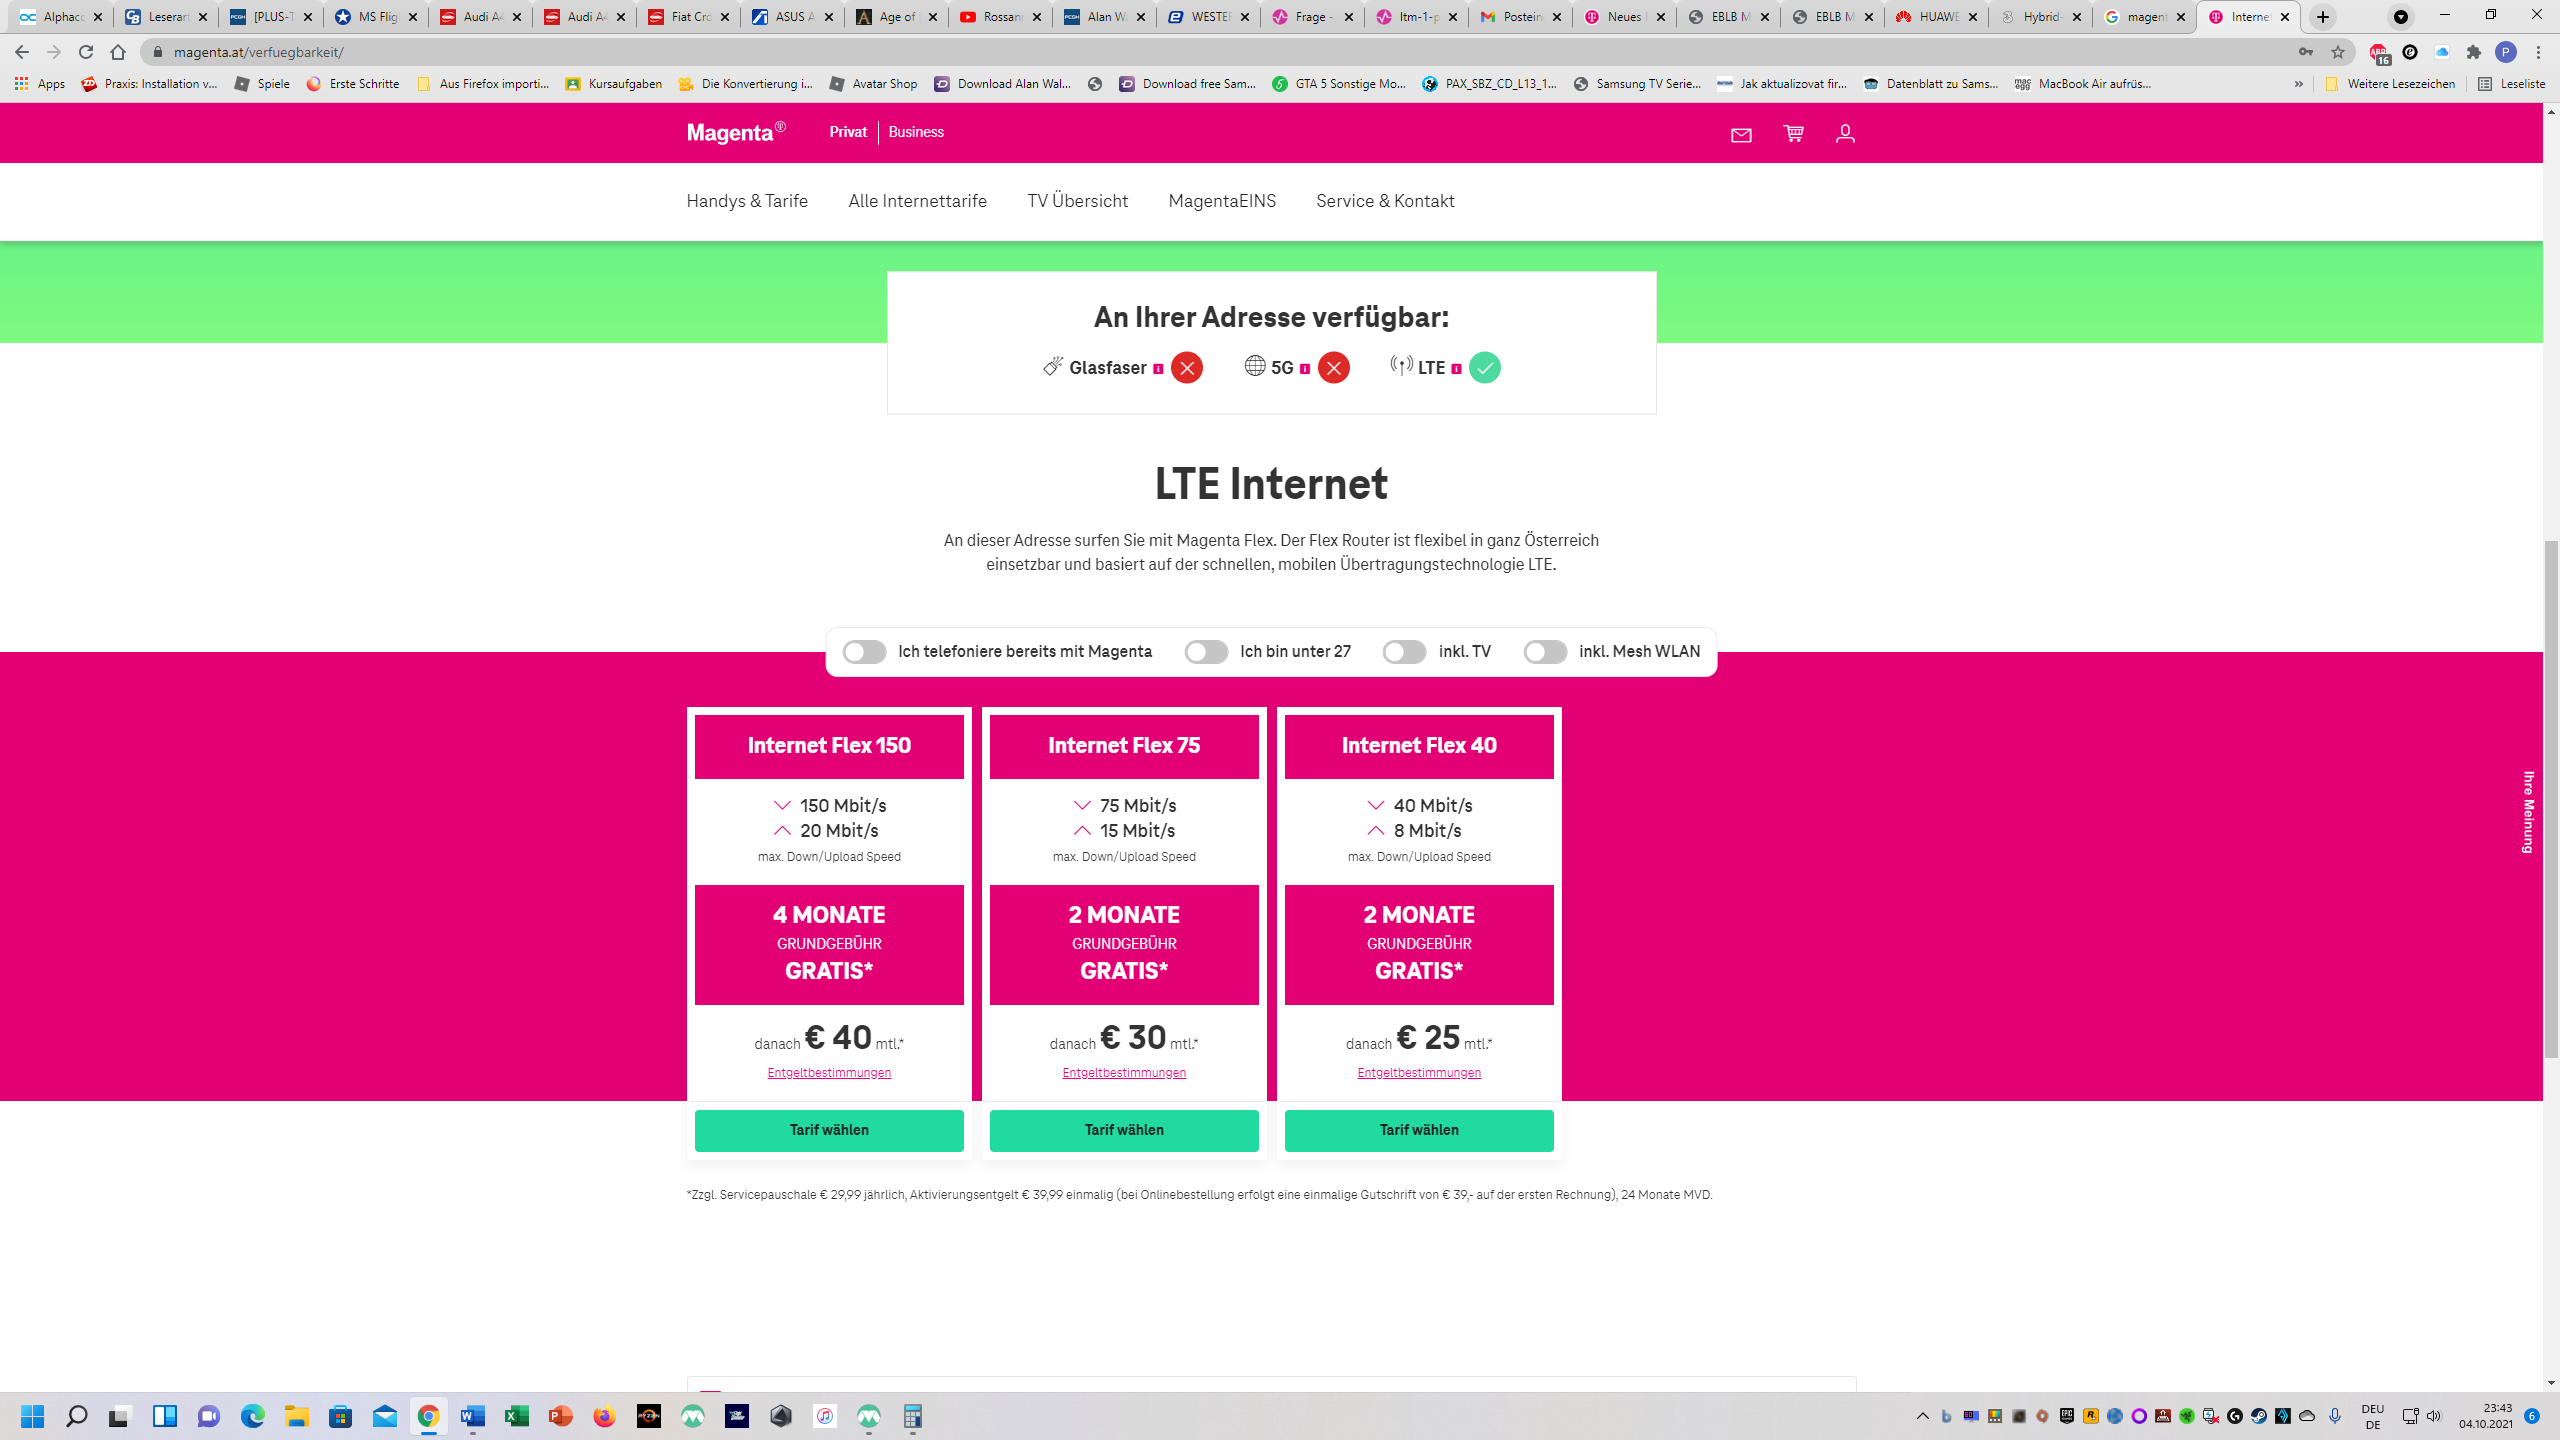 Alphaco
Leserart
[PLUS-T
MS Flig
Audi A4
Audi A4
Fiat Cro
ASUS A
Age of
Rossan
Alan Wa
WESTER
Frage -
ltm-1-p
Postein
Neues
EBLB M
EBLB M
HUAWE
Hybrid-
magent
Internet
magenta.at/verfuegbarkeit/
16
P
Apps
Praxis: Installation v...
Spiele
Erste Schritte
Aus Firefox importi...
Kursaufgaben
Die Konvertierung i...
Avatar Shop
Download Alan Wal...
Download free Sam...
GTA 5 Sonstige Mo...
PAX_SBZ_CD_L13_1...
Samsung TV Serie...
Jak aktualizovat fir...
Datenblatt zu Sams...
MacBook Air aufrüs...
»
Weitere Lesezeichen
Leseliste
Magenta
Privat
Business
Handys & Tarife
Alle Internettarife
TV Übersicht
MagentaEINS
Service & Kontakt
An Ihrer Adresse verfügbar:
Glasfaser
5G
LTE
LTE Internet
An dieser Adresse surfen Sie mit Magenta Flex. Der Flex Router ist flexibel in ganz Österreich
einsetzbar und basiert auf der schnellen, mobilen Übertragungstechnologie LTE.
Ich telefoniere bereits mit Magenta
Ich bin unter 27
inkl. TV
inkl. Mesh WLAN
Internet Flex 150
150 Mbit/s
20 Mbit/s
max. Down/Upload Speed
4 MONATE
GRUNDGEBÜHR
GRATIS*
danach € 40 mtl.*
Entgeltbestimmungen
Tarif wählen
Internet Flex 75
75 Mbit/s
15 Mbit/s
max. Down/Upload Speed
2 MONATE
GRUNDGEBÜHR
GRATIS*
danach € 30 mtl.*
Entgeltbestimmungen
Tarif wählen
Internet Flex 40
40 Mbit/s
8 Mbit/s
max. Down/Upload Speed
2 MONATE
GRUNDGEBÜHR
GRATIS*
danach € 25 mtl.*
Entgeltbestimmungen
Tarif wählen
Ihre Meinung
*Zzgl. Servicepauschale € 29,99 jährlich, Aktivierungsentgelt € 39,99 einmalig (bei Onlinebestellung erfolgt eine einmalige Gutschrift von € 39,- auf der ersten Rechnung), 24 Monate MVD.
DEU
DE
23:43
04.10.2021
6